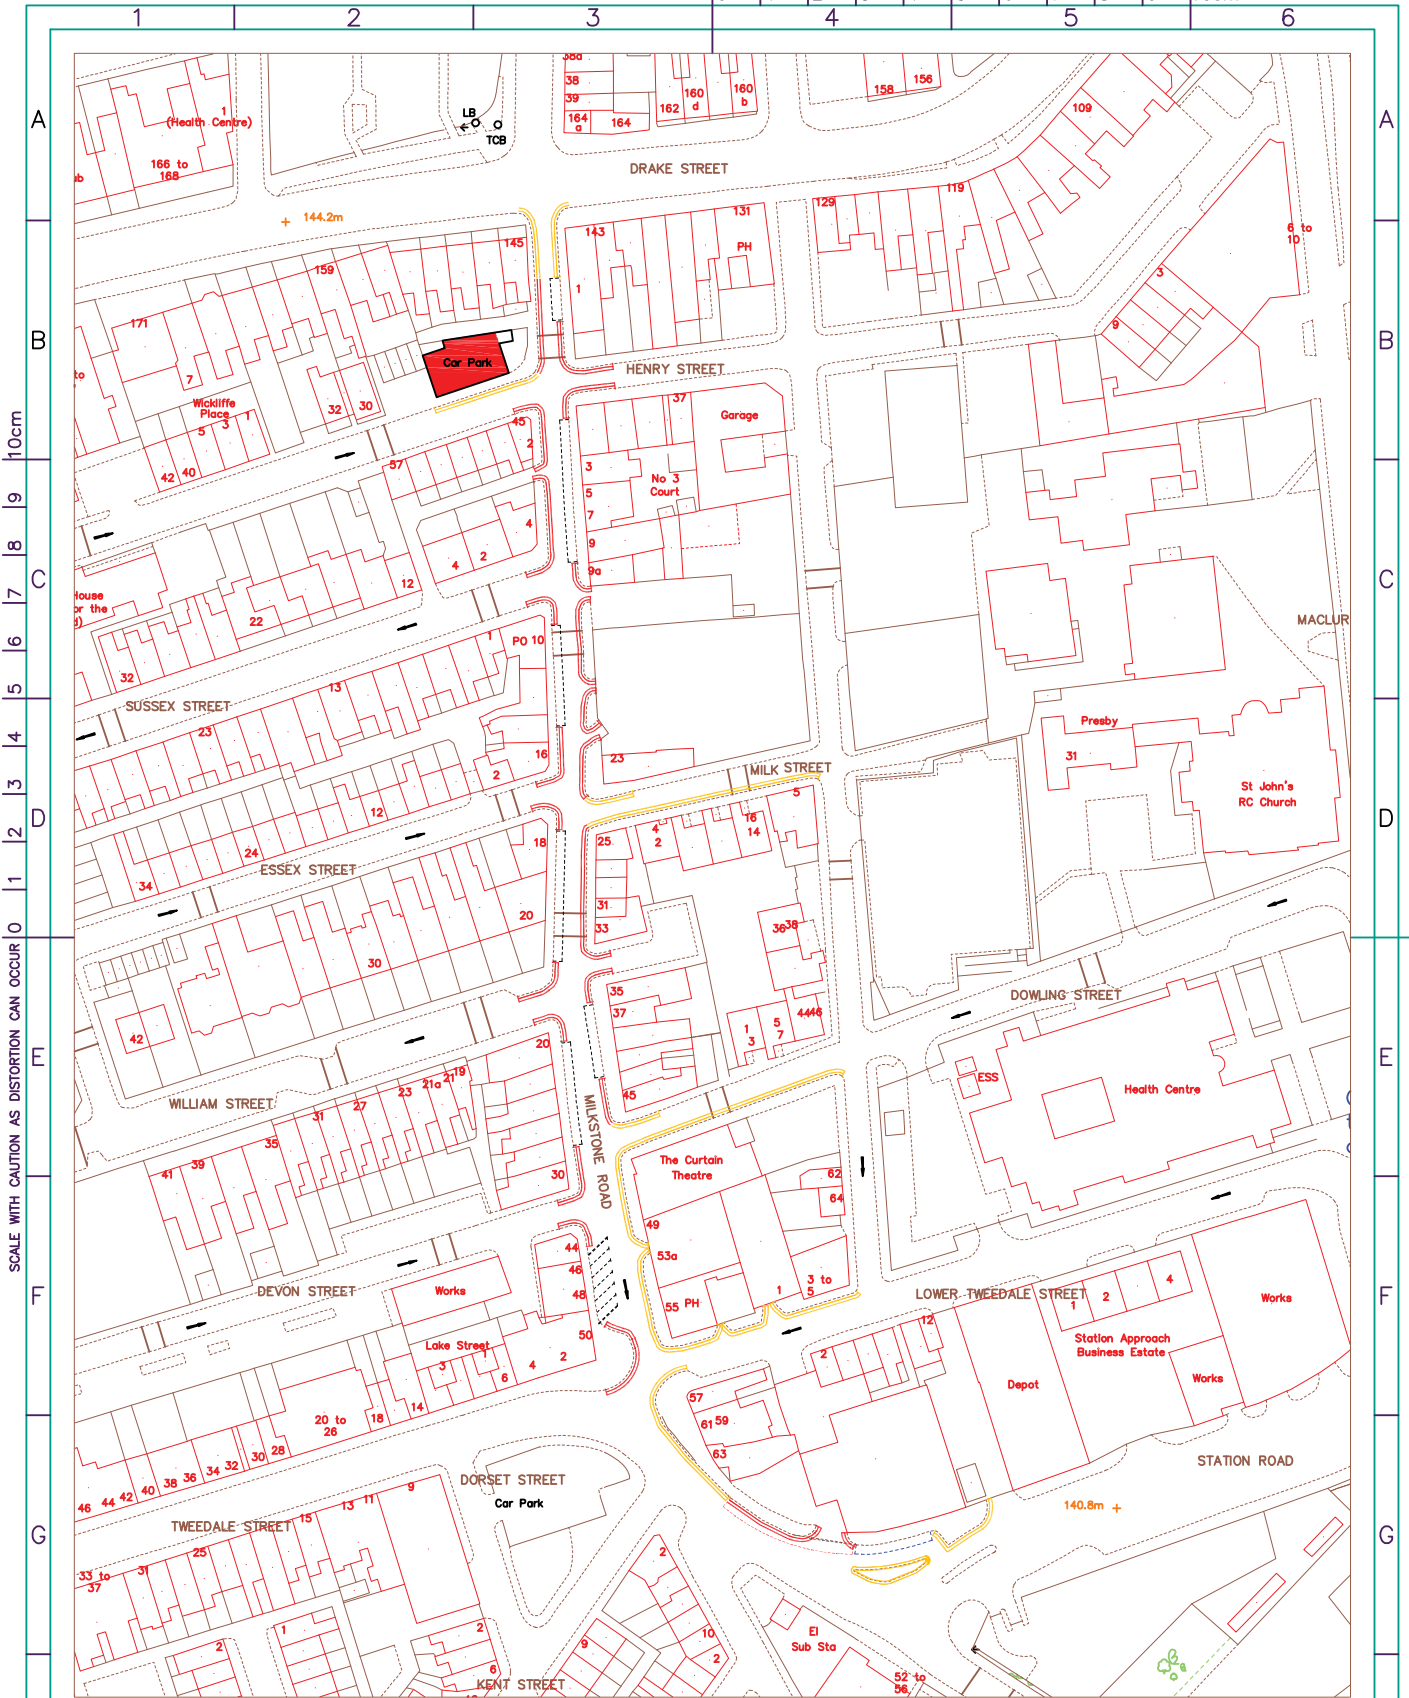 1
2
3
4
5
6
A
38
39
164
a
164
162
160
d
160
b
158
156
109
LB
TCB
1
(Health Centre)
166 to
168
DRAKE STREET
119
129
131
143
PH
144.2m
145
159
171
B
1
6 to
10
3
9
Car Park
HENRY STREET
7
Wickliffe
Place
5
3
1
32
30
37
Garage
45
2
42
40
57
10cm
9
8
7
6
5
4
3
2
1
0
SCALE WITH CAUTION AS DISTORTION CAN OCCUR
C
3
5
7
No 3
Court
9
9a
4
2
4
12
22
32
PO 10
1
13
SUSSEX STREET
23
16
2
23
MILK STREET
Presby
31
St John's
RC Church
D
12
24
34
ESSEX STREET
18
20
25
4
2
16
14
5
31
33
36
38
30
42
35
37
1
3
5
7
44
46
45
DOWLING STREET
E
ESS
Health Centre
WILLIAM STREET
20
19
21
21a
23
27
31
35
39
41
30
MILKSTONE ROAD
The Curtain
Theatre
62
64
49
53a
55
PH
1
3 to
5
F
44
46
48
50
DEVON STREET
Works
Lake Street
3
1
6
4
2
LOWER TWEEDALE STREET
1
2
4
Station Approach
Business Estate
Works
Works
Depot
12
2
57
61
59
63
20 to
26
18
14
28
30
32
34
36
38
40
42
44
46
STATION ROAD
DORSET STREET
Car Park
140.8m
G
TWEEDALE STREET
9
11
13
15
25
31
33 to
37
1
2
2
6
KENT STREET
2
10
2
9
El
Sub Sta
52 to
56